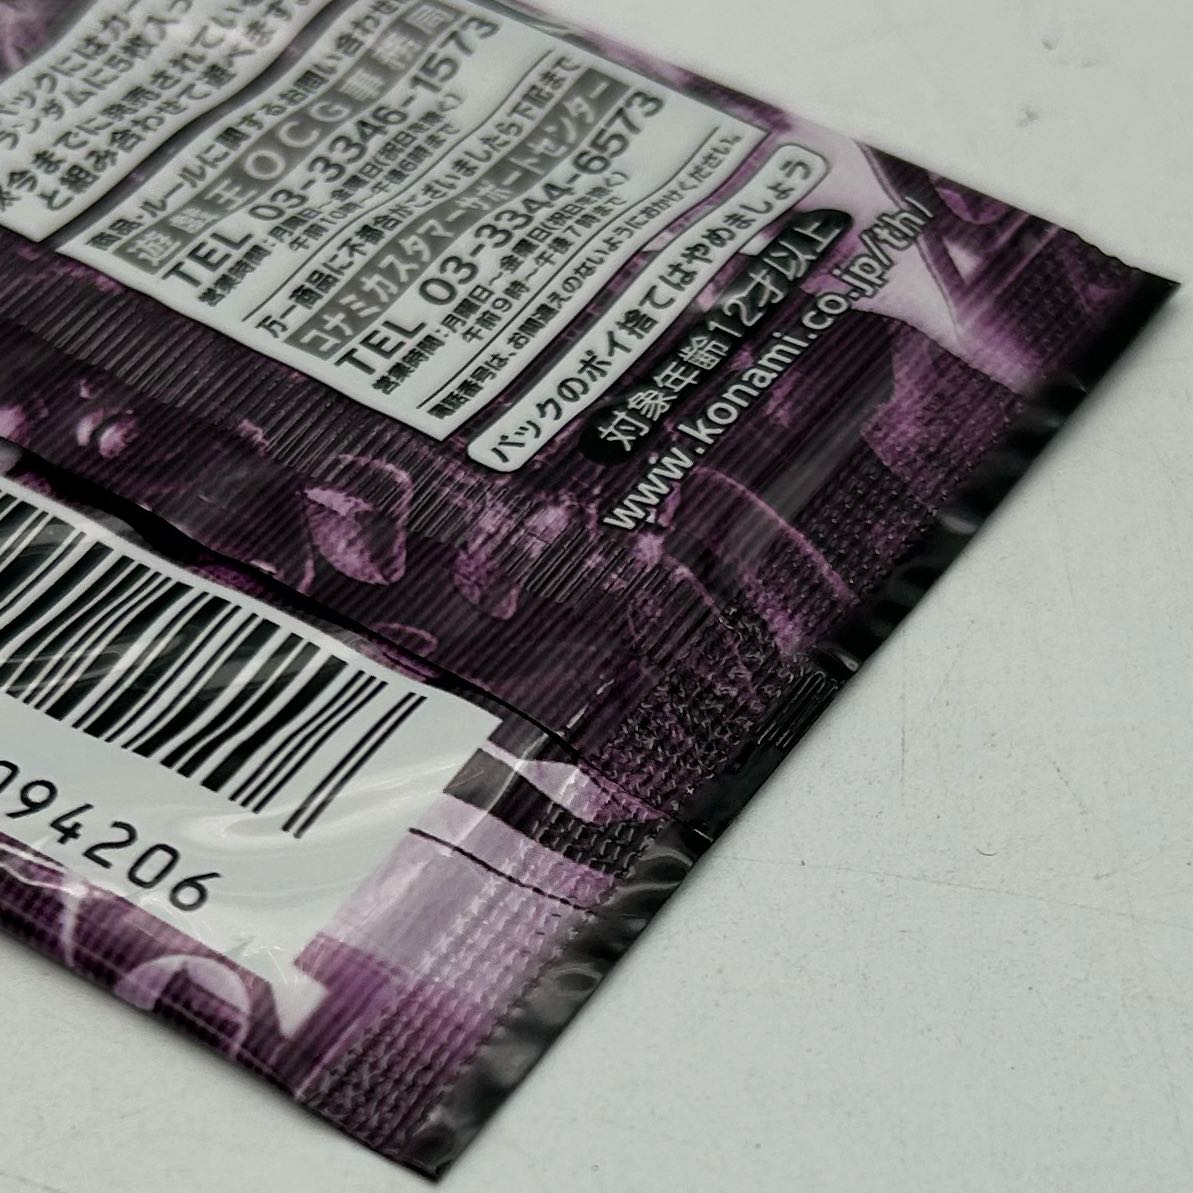 パックにはカー
ランダムに5枚入っ
※今までに発売されている
と組み合わせて遊べます。
商品・ルールに関するお問い合わせ
遊戯王OCG事務局
TEL 03-3346-1573
営業時間:月曜日〜金曜日(祝日を除く)
午前10時〜午後6時まで
万一商品に不都合がございましたら下記まで
コナミカスタマーサポートセンター
TEL 03-3344-6573
営業時間:月曜日〜金曜日(祝日を除く)
午前9時〜午後7時まで
電話番号は、お間違えのないようにおかけください。
パックのポイ捨てはやめましょう
対象年齢12才以上
www.konami.co.jp/th/
094206